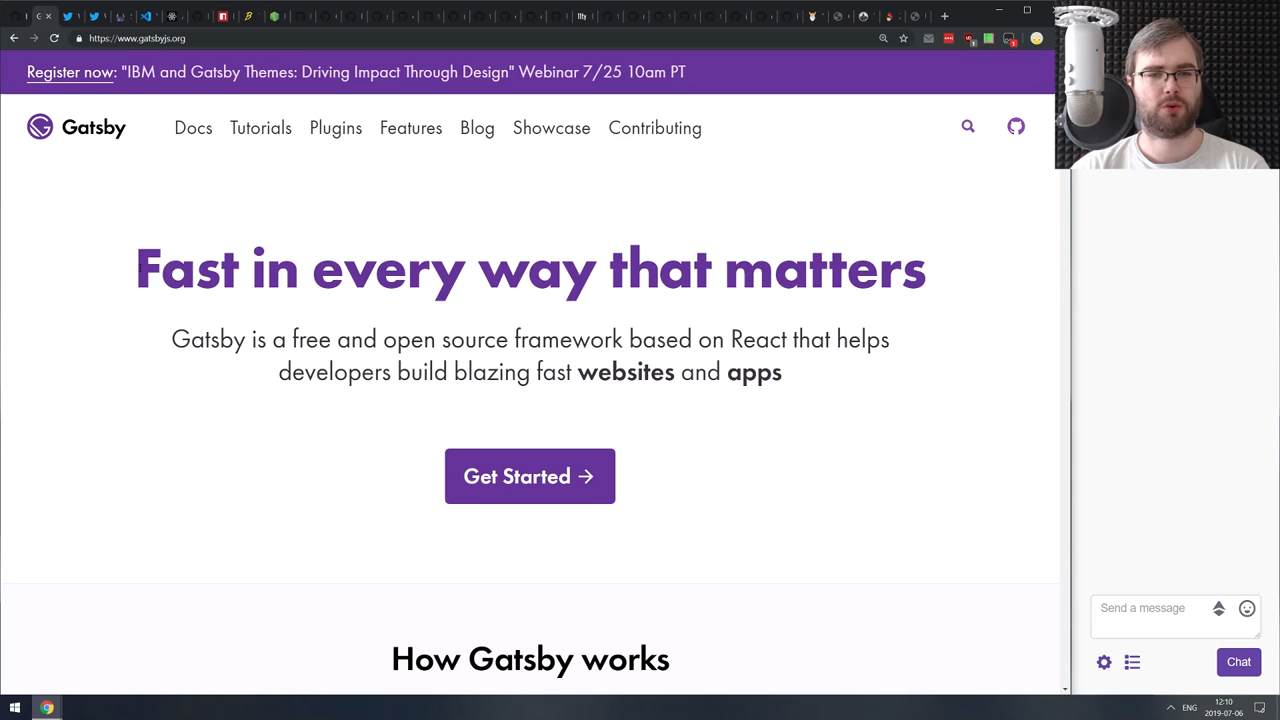 https://www.gatsbyjs.org
Register now: "IBM and Gatsby Themes: Driving Impact Through Design" Webinar 7/25 10am PT
Gatsby
Docs Tutorials Plugins Features Blog Showcase Contributing
Fast in every way that matters
Gatsby is a free and open source framework based on React that helps
developers build blazing fast websites and apps
Get Started →
How Gatsby works
Send a message
Chat
ENG
12:10
2019-07-06